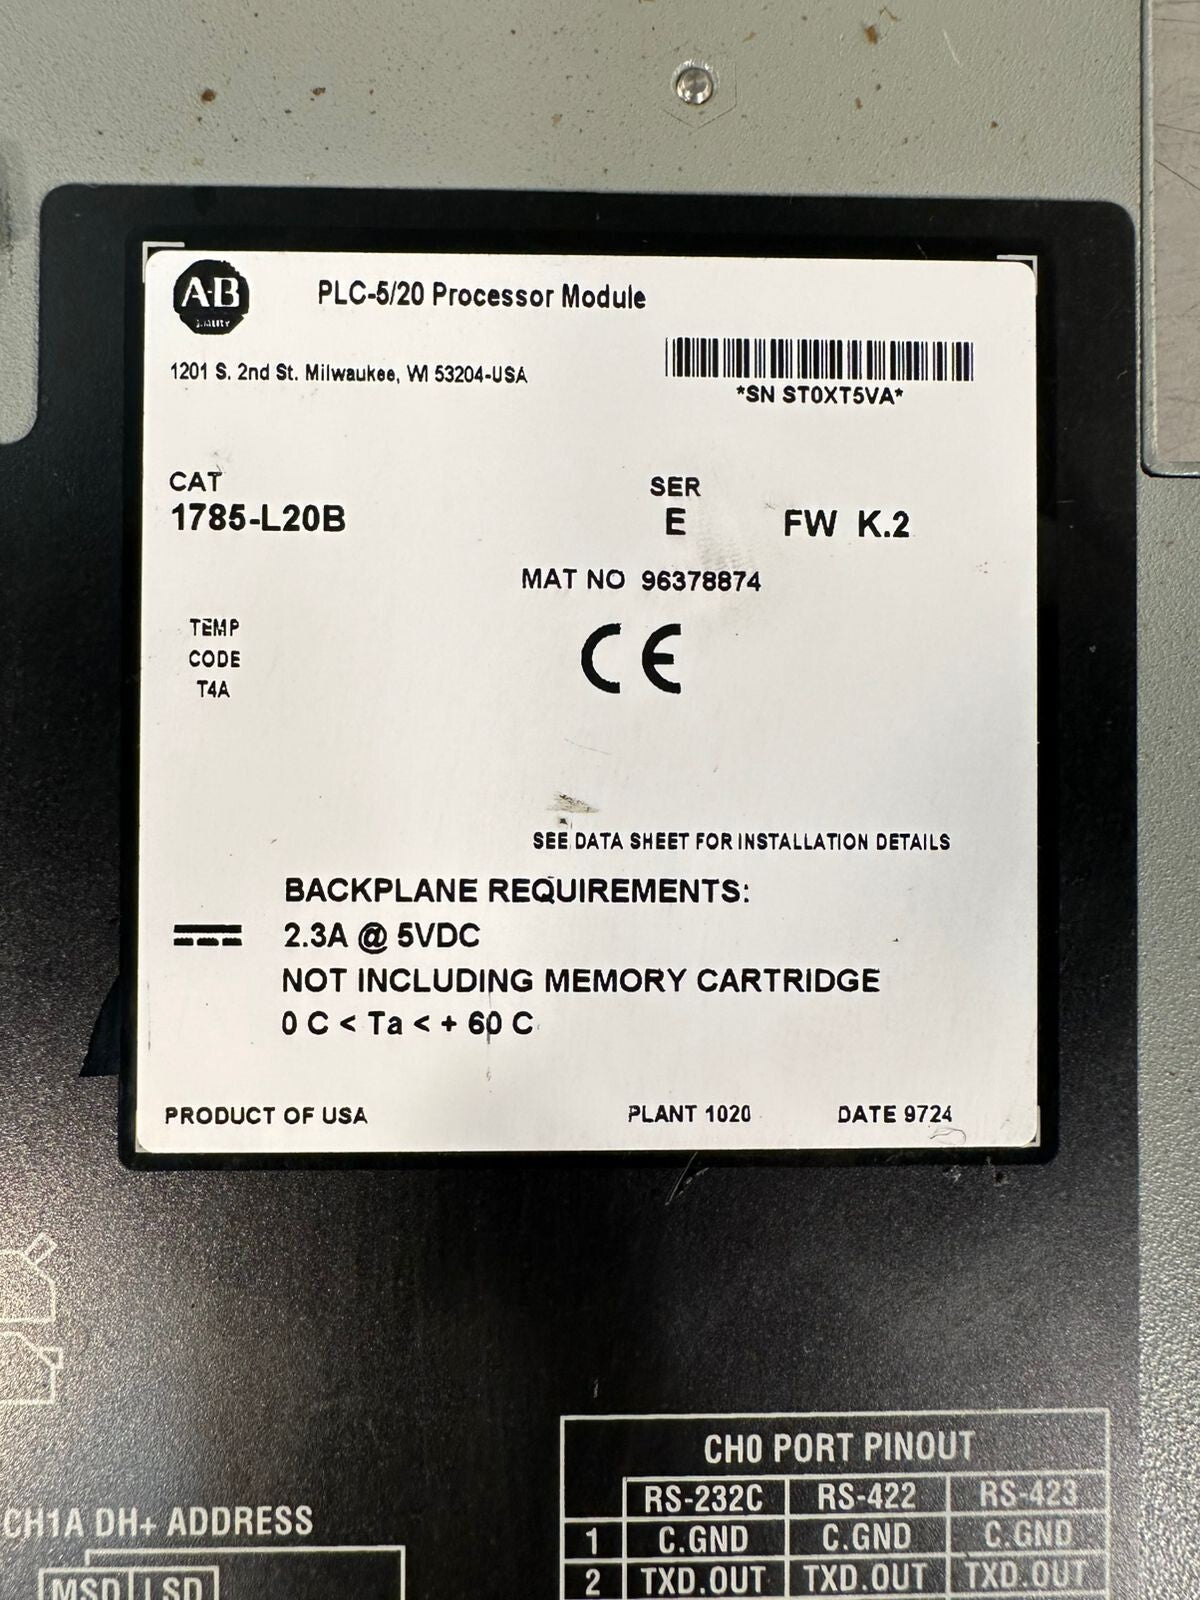 A·B
QUALITY
PLC-5/20 Processor Module
1201 S. 2nd St. Milwaukee, WI 53204-USA
*SN ST0XT5VA*
CAT
1785-L20B
SER
E
FW K.2
MAT NO 96378874
TEMP
CODE
T4A
CE
SEE DATA SHEET FOR INSTALLATION DETAILS
BACKPLANE REQUIREMENTS:
2.3A @ 5VDC
NOT INCLUDING MEMORY CARTRIDGE
0 C < Ta < + 60 C
PRODUCT OF USA
PLANT 1020
DATE 9724
CH0 PORT PINOUT
RS-232C RS-422 RS-423
1 C.GND C.GND C.GND
2 TXD.OUT TXD.OUT TXD.OUT
CH1A DH+ ADDRESS
MSD LSD